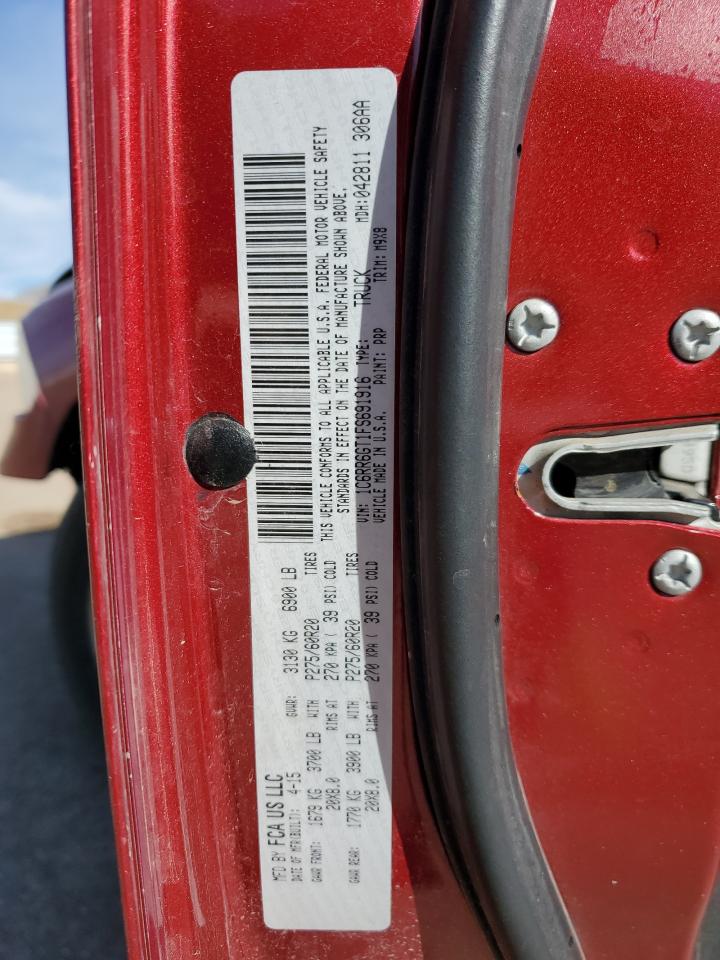 MFD BY FCA US LLC
DATE OF MFR(BUILT): 4-15 GVWR: 3130 KG 6900 LB
GAWR FRONT: 1679 KG 3700 LB WITH P275/60R20 TIRES
20X8.0 RIMS AT 270 KPA( 39 PSI) COLD
GAWR REAR: 1770 KG 3900 LB WITH P275/60R20 TIRES
20X8.0 RIMS AT 270 KPA( 39 PSI) COLD
THIS VEHICLE CONFORMS TO ALL APPLICABLE U.S.A. FEDERAL MOTOR VEHICLE SAFETY
STANDARDS IN EFFECT ON THE DATE OF MANUFACTURE SHOWN ABOVE.
VIN: 1C6RR6GT1FS691916 TYPE: TRUCK MDH:042811 306AA
VEHICLE MADE IN U.S.A. PAINT: PRP TRIM: M9X8